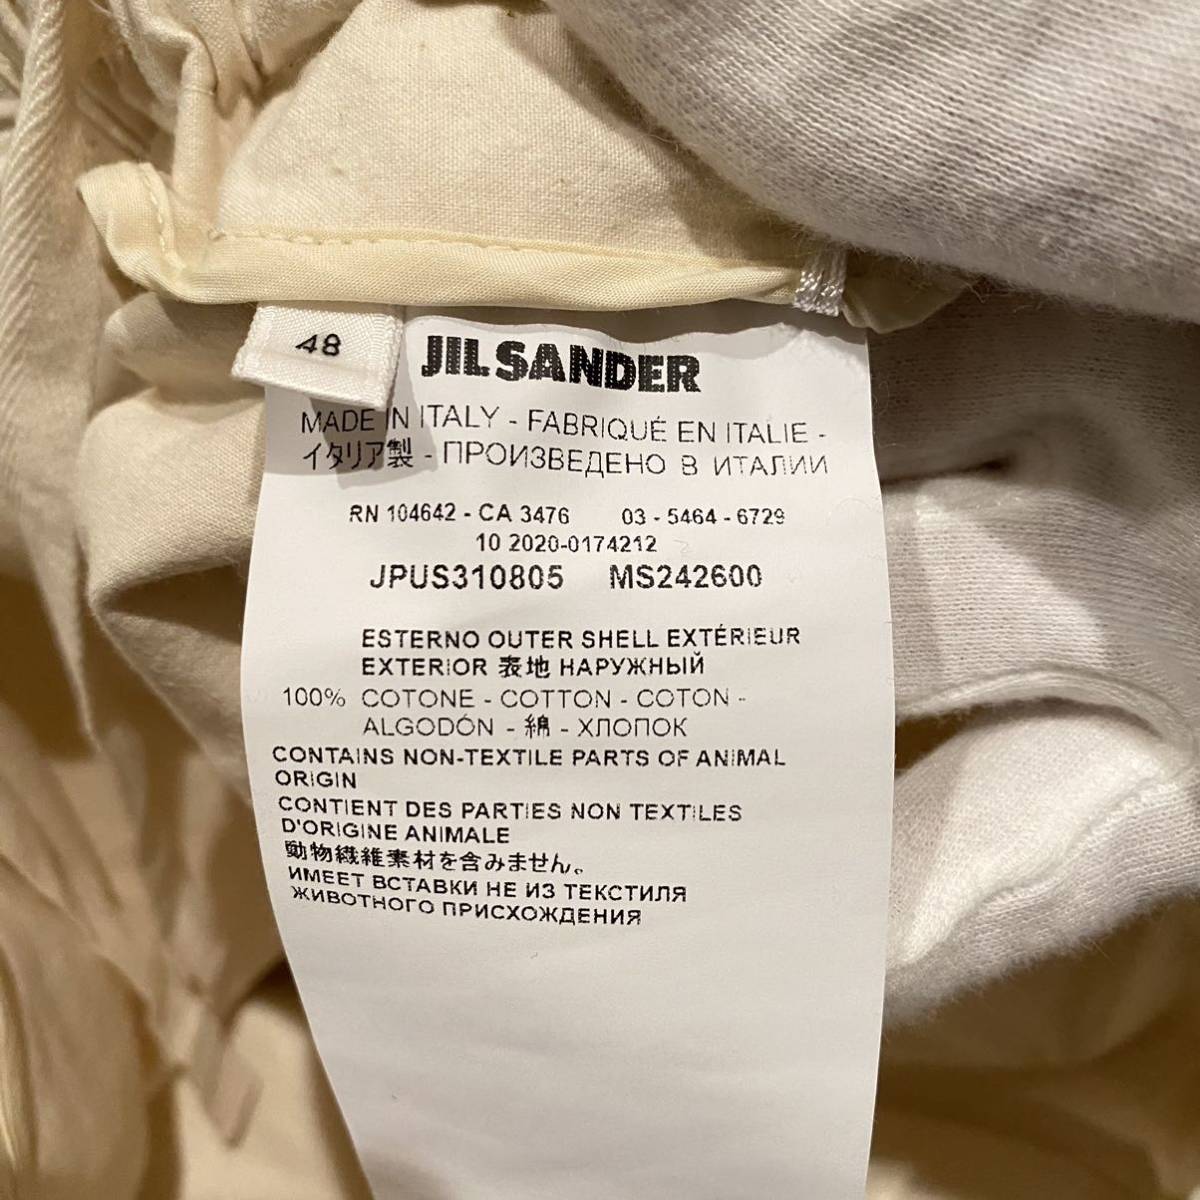 48
JIL SANDER
MADE IN ITALY - FABRIQUÉ EN ITALIE -
イタリア製 - ПРОИЗВЕДЕНО В ИТАЛИИ
RN 104642 - CA 3476 03 - 5464 - 6729
10 2020-0174212
JPUS310805 MS242600
ESTERNO OUTER SHELL EXTÉRIEUR
EXTERIOR 表地 НАРУЖНЫЙ
100% COTONE - COTTON - COTON -
ALGODÓN - 綿 - ХЛОПОК
CONTAINS NON-TEXTILE PARTS OF ANIMAL
ORIGIN
CONTIENT DES PARTIES NON TEXTILES
D'ORIGINE ANIMALE
動物繊維素材を含みません。
ИМЕЕТ ВСТАВКИ НЕ ИЗ ТЕКСТИЛЯ
ЖИВОТНОГО ПРИСХОЖДЕНИЯ